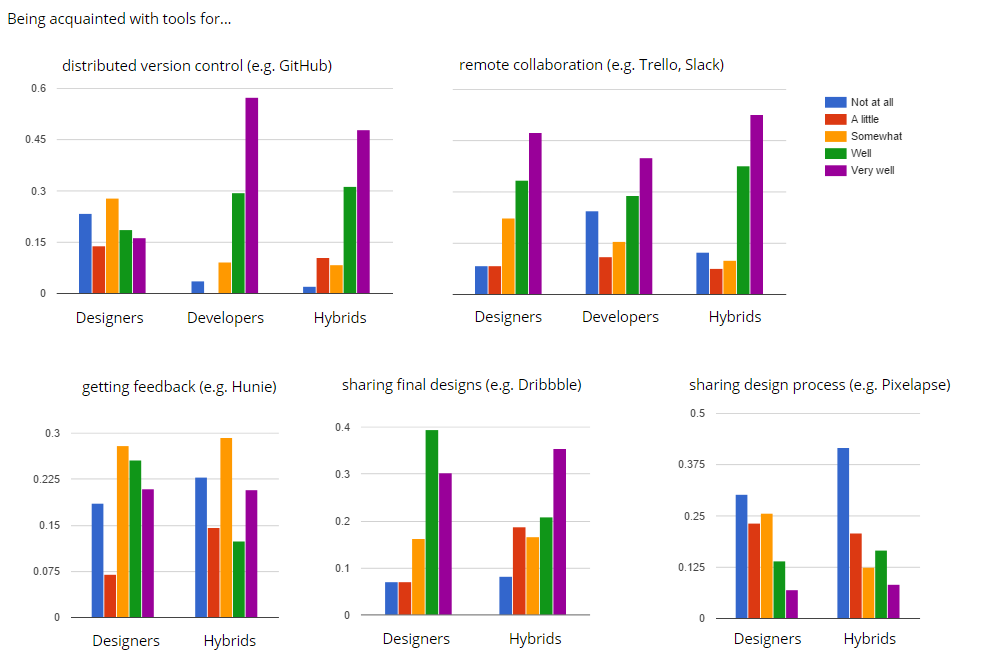 Being acquainted with tools for...
distributed version control (e.g. GitHub)
0.6
0.45
0.3
0.15
0
Designers Developers Hybrids
remote collaboration (e.g. Trello, Slack)
Designers Developers Hybrids
Not at all
A little
Somewhat
Well
Very well
getting feedback (e.g. Hunie)
0.3
0.225
0.15
0.075
0
Designers Hybrids
sharing final designs (e.g. Dribbble)
0.4
0.3
0.2
0.1
0
Designers Hybrids
sharing design process (e.g. Pixelapse)
0.5
0.375
0.25
0.125
0
Designers Hybrids